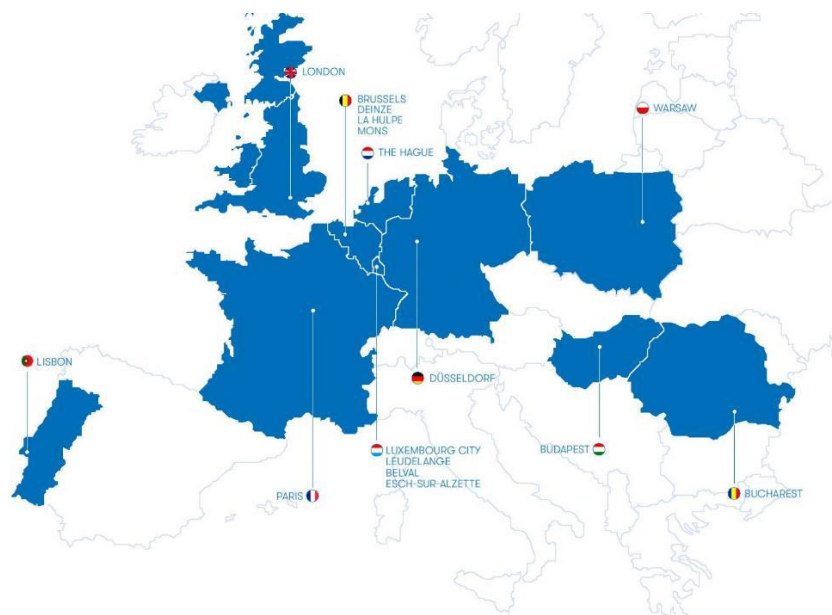 LONDON
BRUSSELS
DEINZE
LA HULPE
MONS
WARSAW
THE HAGUE
LISBON
DÜSSELDORF
LUXEMBOURG CITY
LEUDELANGE
BELVAL
ESCH-SUR-ALZETTE
BUDAPEST
PARIS
BUCHAREST